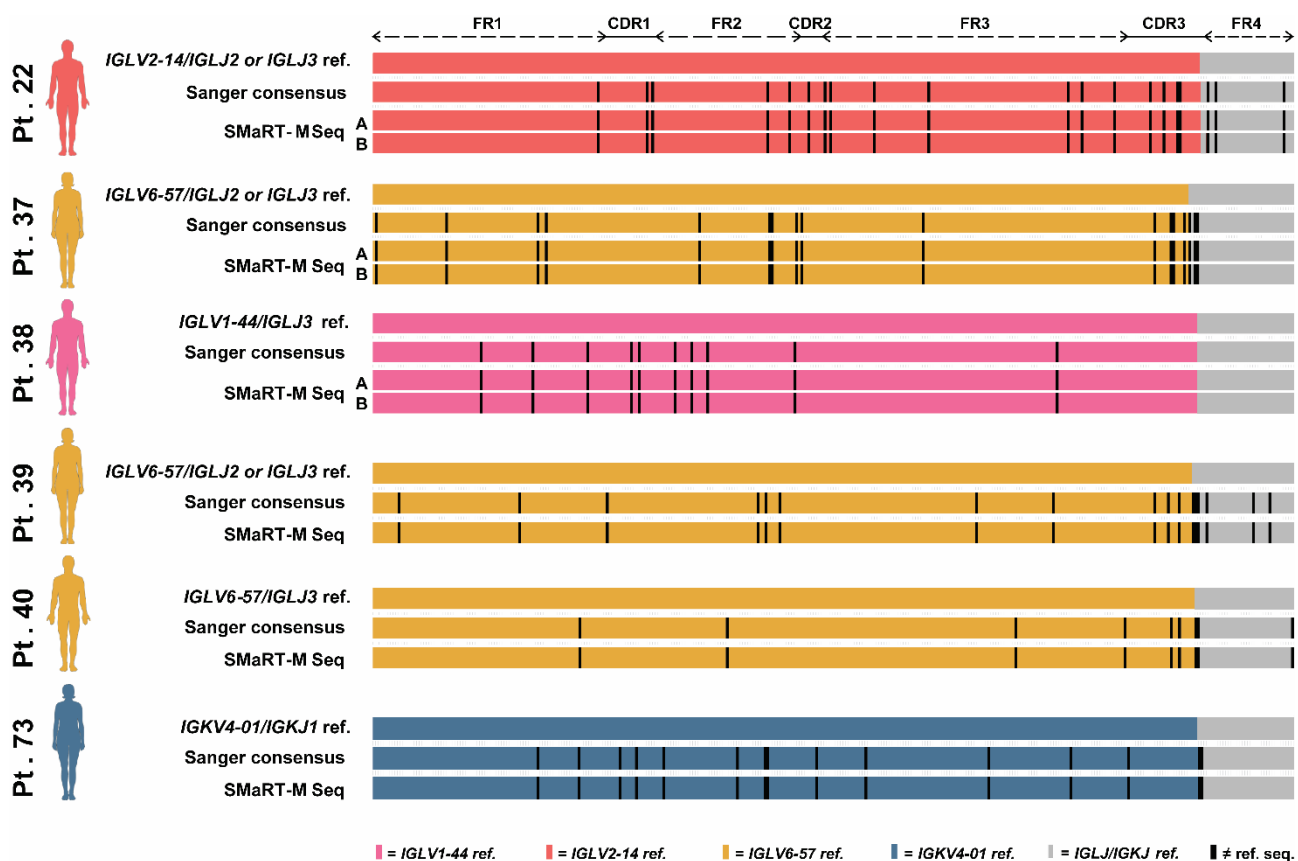 FR1 CDR1 FR2 CDR2 FR3 CDR3 FR4
Pt. 22
IGLV2-14/IGLJ2 or IGLJ3 ref.
Sanger consensus
SMaRT-MSeq
A
B
Pt. 37
IGLV6-57/IGLJ2 or IGLJ3 ref.
Sanger consensus
SMaRT-M Seq
A
B
Pt. 38
IGLV1-44/IGLJ3 ref.
Sanger consensus
SMaRT-M Seq
A
B
Pt. 39
IGLV6-57/IGLJ2 or IGLJ3 ref.
Sanger consensus
SMaRT-M Seq
Pt. 40
IGLV6-57/IGLJ3 ref.
Sanger consensus
SMaRT-M Seq
Pt. 73
IGKV4-01/IGKJ1 ref.
Sanger consensus
SMaRT-M Seq
= IGLV1-44 ref. = IGLV2-14 ref. = IGLV6-57 ref. = IGKV4-01 ref. = IGLJ/IGKJ ref. ≠ ref. seq.